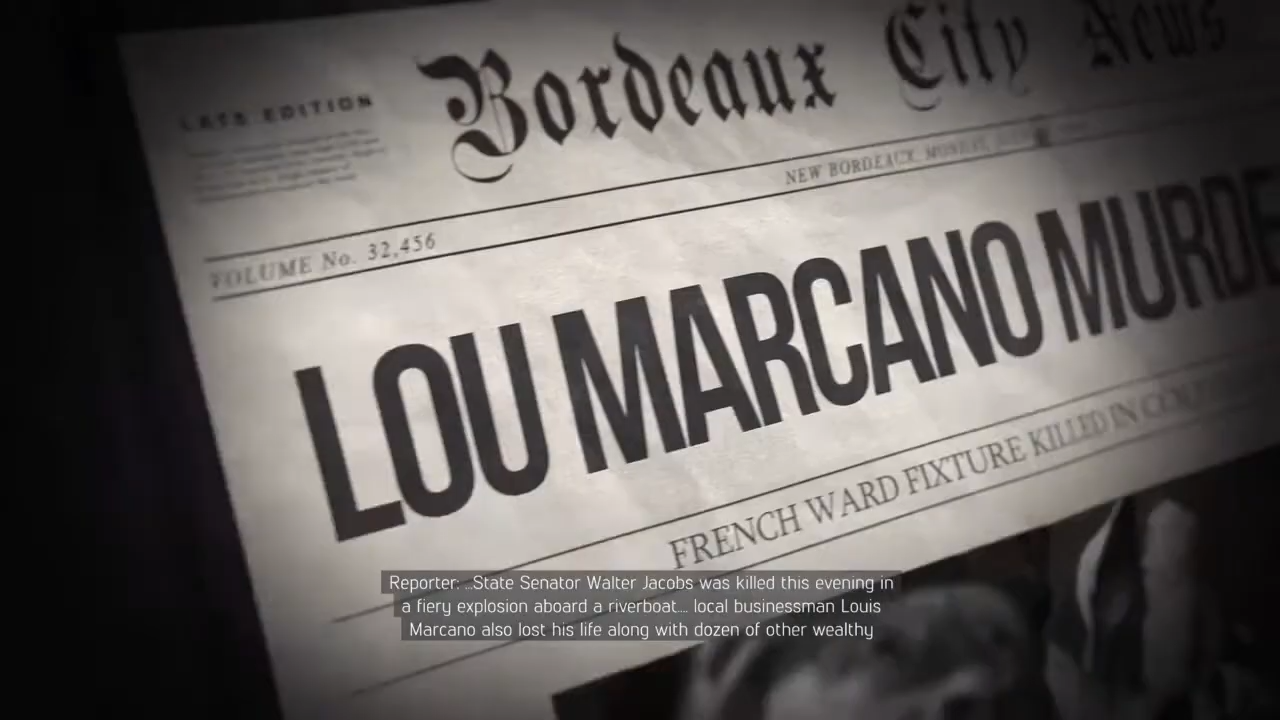 Bordeaux City News
LATE EDITION
NEW BORDEAUX, MONDAY,
VOLUME No. 32,456
LOU MARCANO MURDE
FRENCH WARD FIXTURE KILLED IN
Reporter: ...State Senator Walter Jacobs was killed this evening in
a fiery explosion aboard a riverboat... local businessman Louis
Marcano also lost his life along with dozen of other wealthy